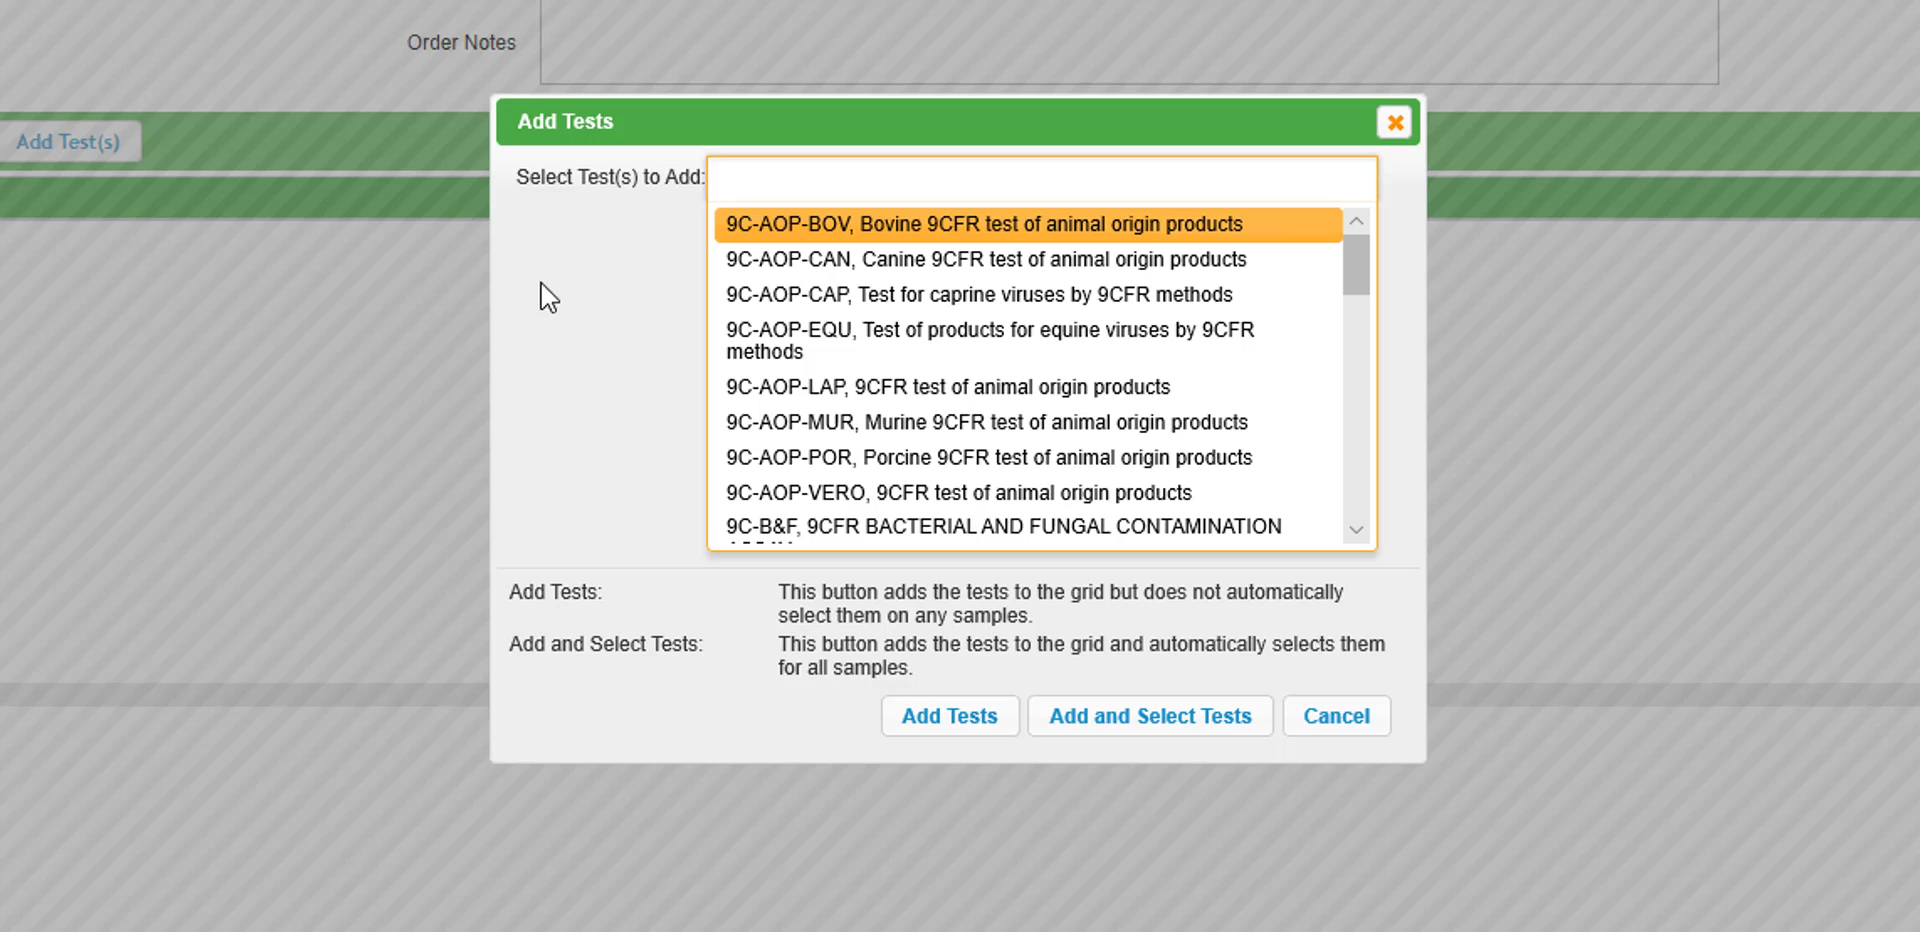 Order Notes
Add Test(s)
Add Tests
Select Test(s) to Add:
9C-AOP-BOV, Bovine 9CFR test of animal origin products
9C-AOP-CAN, Canine 9CFR test of animal origin products
9C-AOP-CAP, Test for caprine viruses by 9CFR methods
9C-AOP-EQU, Test of products for equine viruses by 9CFR
methods
9C-AOP-LAP, 9CFR test of animal origin products
9C-AOP-MUR, Murine 9CFR test of animal origin products
9C-AOP-POR, Porcine 9CFR test of animal origin products
9C-AOP-VERO, 9CFR test of animal origin products
9C-B&F, 9CFR BACTERIAL AND FUNGAL CONTAMINATION
Add Tests: This button adds the tests to the grid but does not automatically
select them on any samples.
Add and Select Tests: This button adds the tests to the grid and automatically selects them
for all samples.
Add Tests
Add and Select Tests
Cancel